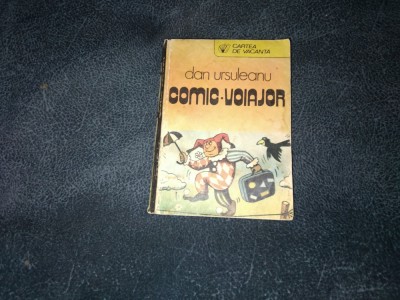 CARTEA
DE VACANȚĂ
dan ursuleanu
COMIC-VOIAJOR